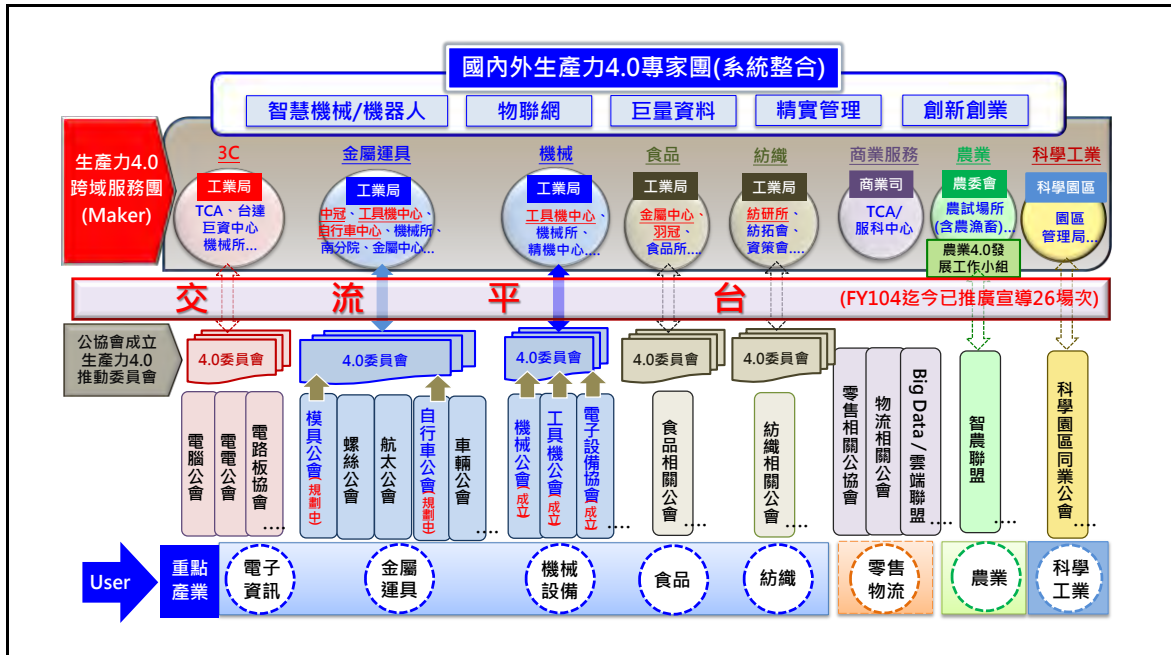 國內外生產力4.0專家團(系統整合)
智慧機械/機器人
物聯網
巨量資料
精實管理
創新創業
生產力4.0
跨域服務團
(Maker)
3C
金屬運具
機械
食品
紡織
商業服務
農業
科學工業
工業局
TCA、台達
巨資中心
機械所...
工業局
中冠、工具機中心、
自行車中心、機械所、
南分院、金屬中心...
工業局
工具機中心、
機械所、
精機中心....
工業局
金屬中心、
羽冠、
食品所....
工業局
紡研所、
紡拓會、
資策會....
商業司
TCA/
服科中心
農委會
農試場所
(含農漁畜)...
農業4.0發
展工作小組
科學園區
園區
管理局...
交流平台
(FY104迄今已推廣宣導26場次)
公協會成立
生產力4.0
推動委員會
4.0委員會
4.0委員會
4.0委員會
4.0委員會
4.0委員會
電腦公會
電電公會
電路板協會
....
模具公會(規劃中)
螺絲公會
航太公會
自行車公會(規劃中)
車輛公會
....
機械公會(成立)
工具機公會(成立)
電子設備協會(成立)
....
食品相關公會
....
紡織相關公會
....
零售相關公協會
物流相關公會
Big Data / 雲端聯盟
....
智農聯盟
....
科學園區同業公會
....
User
重點
產業
電子
資訊
金屬
運具
機械
設備
食品
紡織
零售
物流
農業
科學
工業